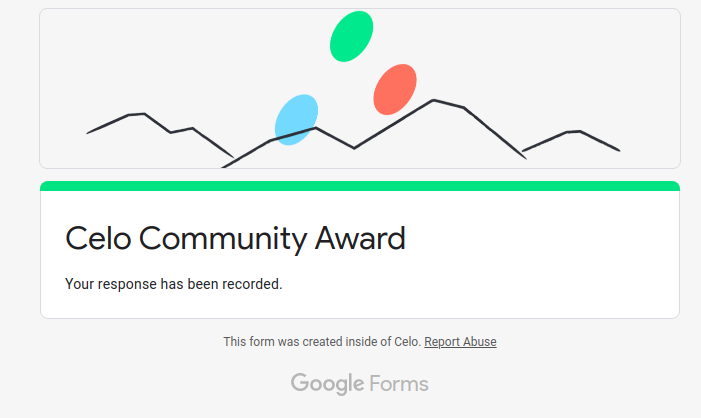 Celo Community Award
Your response has been recorded.
This form was created inside of Celo. Report Abuse
Google Forms